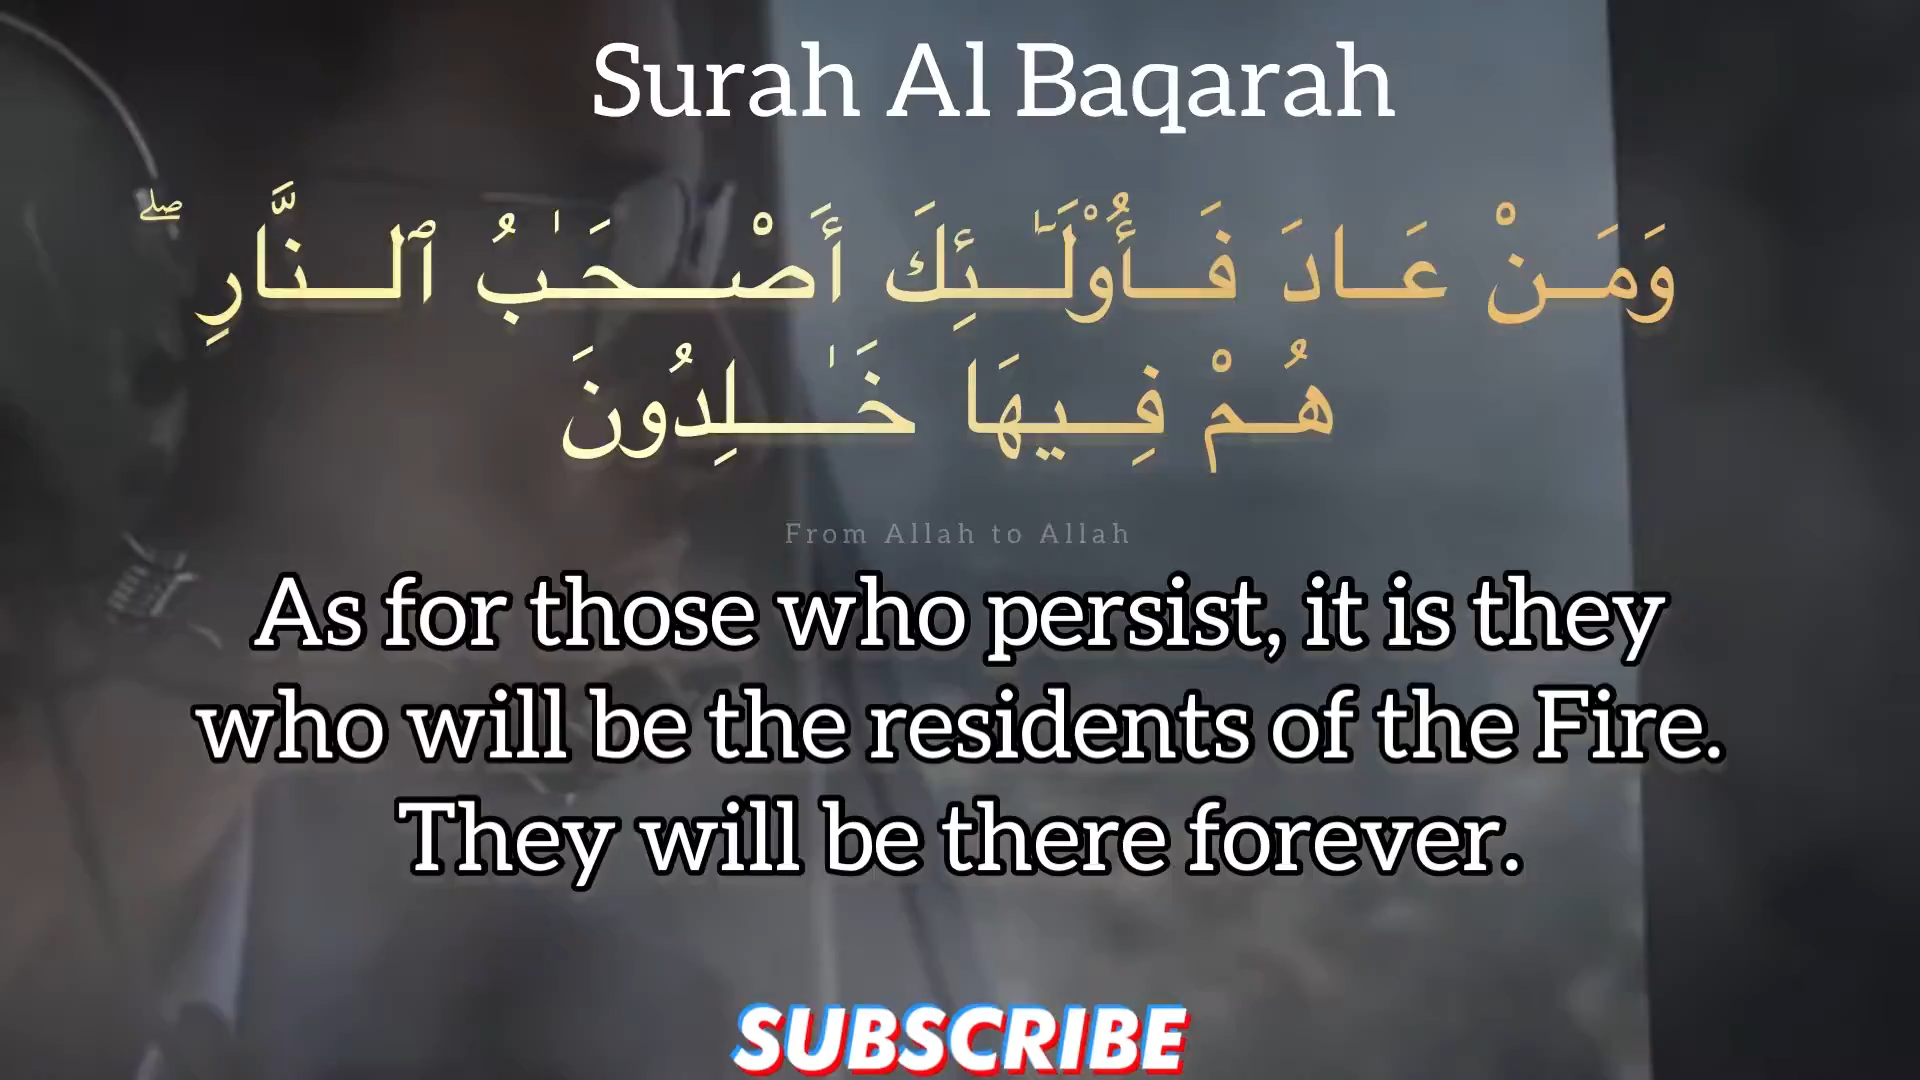 Surah Al Baqarah
وَمَنْ عَادَ فَأُو۟لَـٰٓئِكَ أَصْحَـٰبُ ٱلنَّارِ ۖ
هُمْ فِيهَا خَـٰلِدُونَ
From Allah to Allah
As for those who persist, it is they
who will be the residents of the Fire.
They will be there forever.
SUBSCRIBE